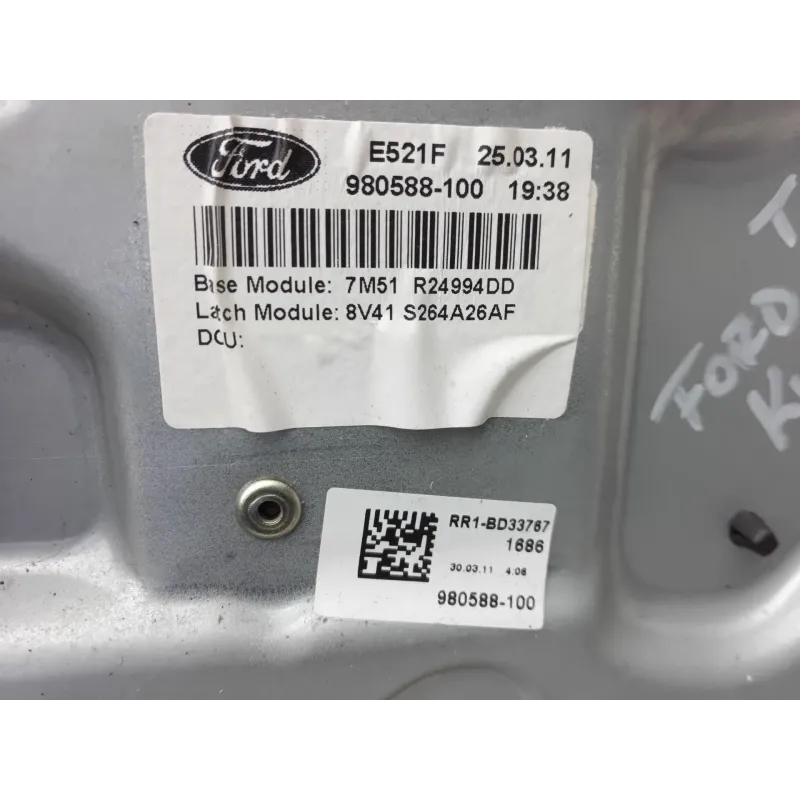 Ford
E521F 25.03.11
980588-100 19:38
Base Module: 7M51 R24994DD
Latch Module: 8V41 S264A26AF
DCU:
RR1-BD33767
1686
30.03.11 4:06
980588-100
FORD